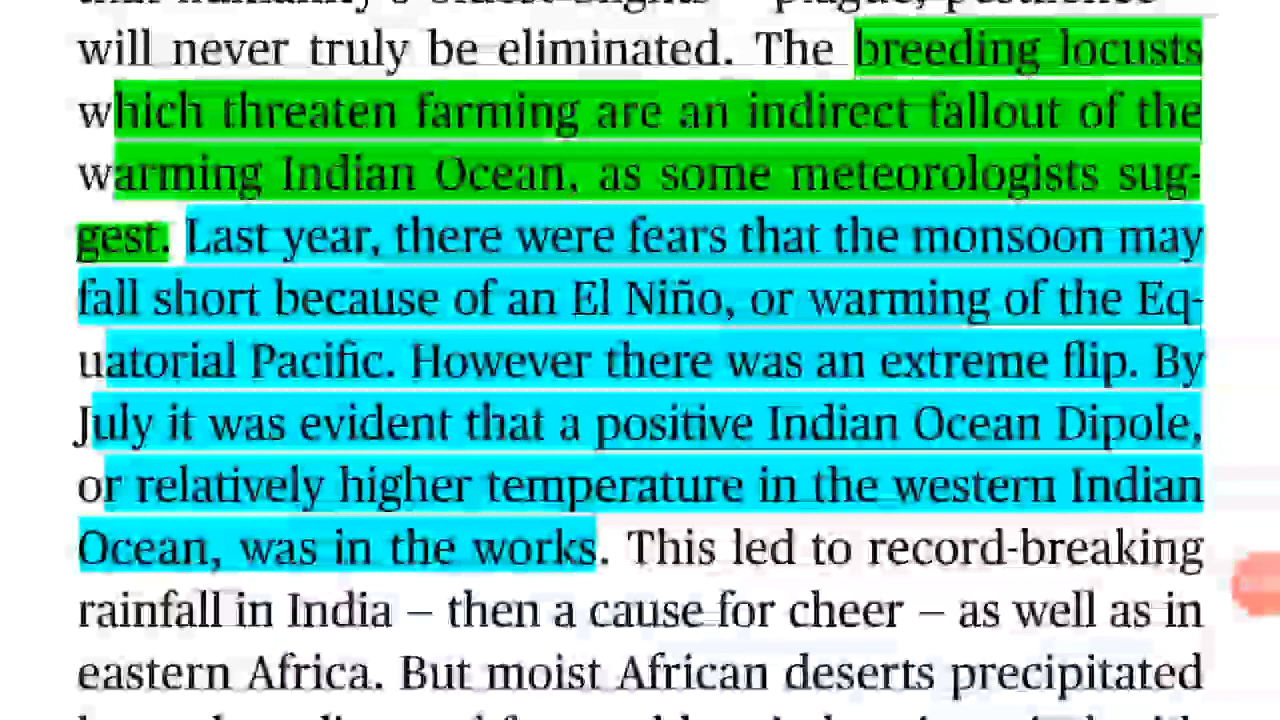 will never truly be eliminated. The breeding locusts
which threaten farming are an indirect fallout of the
warming Indian Ocean, as some meteorologists sug-
gest. Last year, there were fears that the monsoon may
fall short because of an El Niño, or warming of the Eq-
uatorial Pacific. However there was an extreme flip. By
July it was evident that a positive Indian Ocean Dipole,
or relatively higher temperature in the western Indian
Ocean, was in the works. This led to record-breaking
rainfall in India – then a cause for cheer – as well as in
eastern Africa. But moist African deserts precipitated